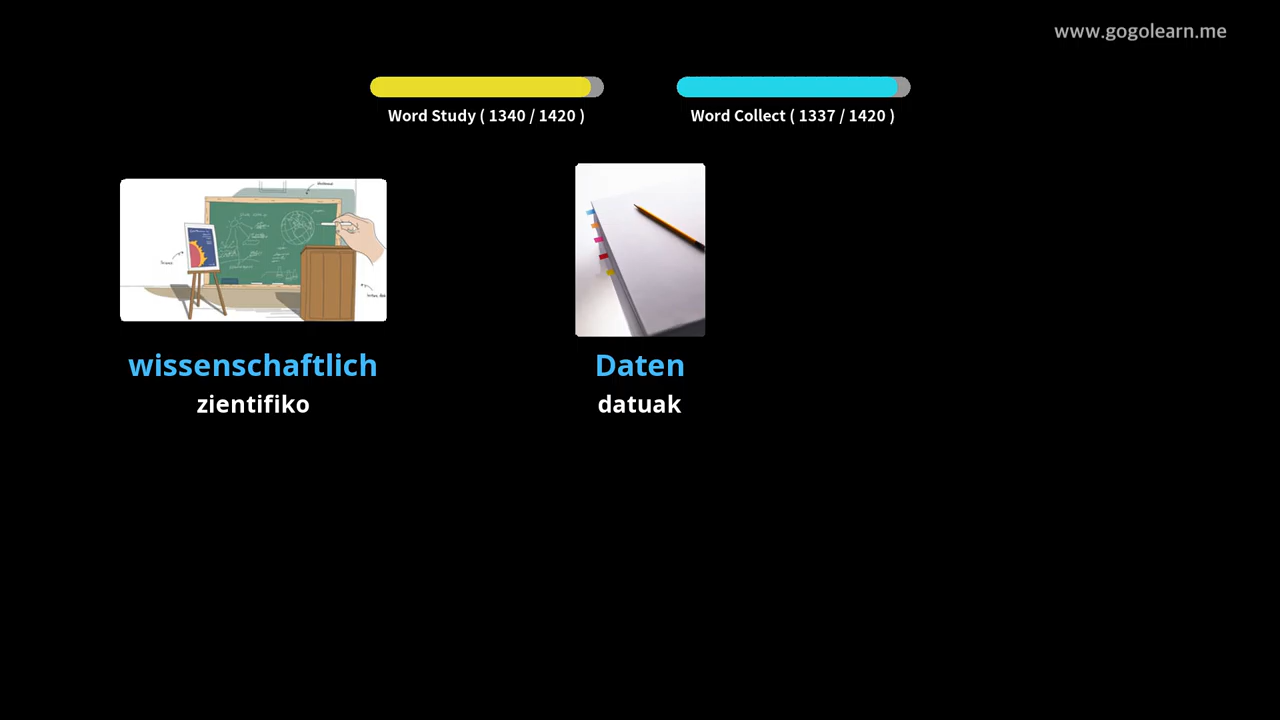 www.gogolearn.me
Word Study ( 1340 / 1420 )
Word Collect ( 1337 / 1420 )
wissenschaftlich
Daten
zientifiko
datuak